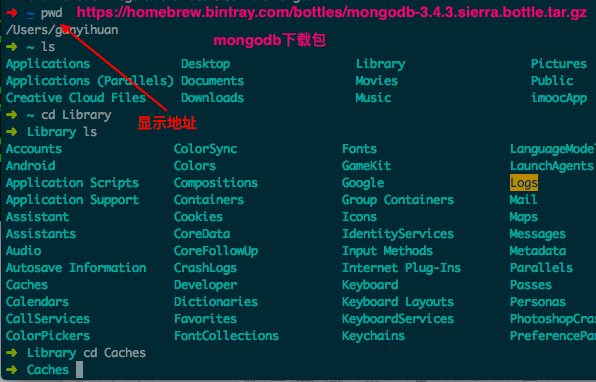 ➜ ~ pwd https://homebrew.bintray.com/bottles/mongodb-3.4.3.sierra.bottle.tar.gz
/Users/ganyihuan mongodb下载包
➜ ~ ls
Applications Desktop Library Pictures
Applications (Parallels) Documents Movies Public
Creative Cloud Files Downloads Music imoocApp
➜ ~ cd Library 显示地址
➜ Library ls
Accounts ColorSync Fonts LanguageModel
Android Colors GameKit LaunchAgents
Application Scripts Compositions Google Logs
Application Support Containers Group Containers Mail
Assistant Cookies Icons Maps
Assistants CoreData IdentityServices Messages
Audio CoreFollowUp Input Methods Metadata
Autosave Information CrashLogs Internet Plug-Ins Parallels
Caches Developer Keyboard Passes
Calendars Dictionaries Keyboard Layouts Personas
CallServices Favorites KeyboardServices PhotoshopCras
ColorPickers FontCollections Keychains PreferencePan
➜ Library cd Caches
➜ Caches